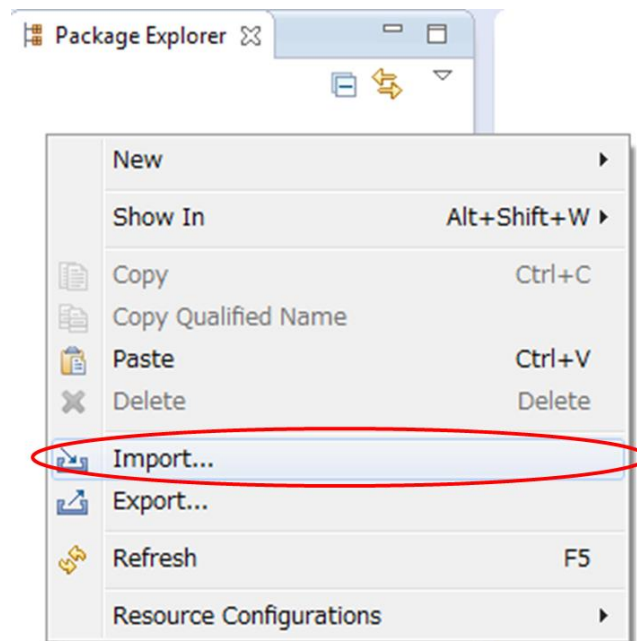 Package Explorer
New
Show In Alt+Shift+W
Copy Ctrl+C
Copy Qualified Name
Paste Ctrl+V
Delete Delete
Import...
Export...
Refresh F5
Resource Configurations